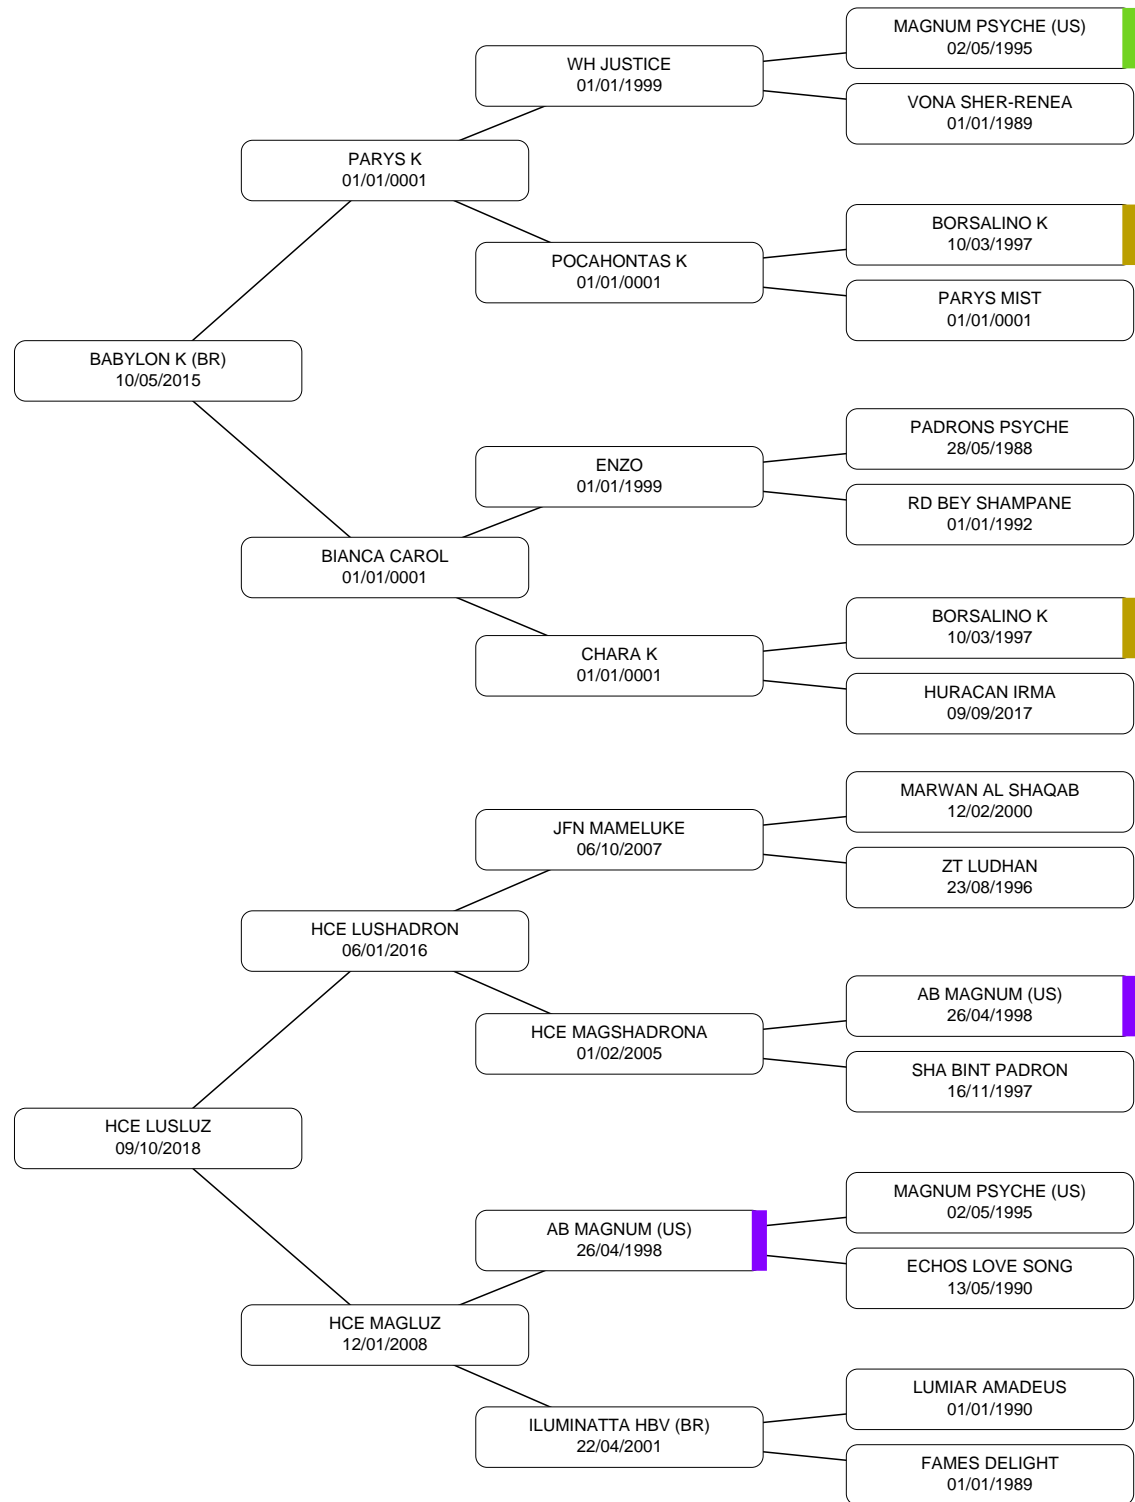 MAGNUM PSYCHE (US)
02/05/1995
WH JUSTICE
01/01/1999
VONA SHER-RENEA
01/01/1989
PARYS K
01/01/0001
BORSALINO K
10/03/1997
POCAHONTAS K
01/01/0001
PARYS MIST
01/01/0001
BABYLON K (BR)
10/05/2015
PADRONS PSYCHE
28/05/1988
ENZO
01/01/1999
RD BEY SHAMPANE
01/01/1992
BIANCA CAROL
01/01/0001
BORSALINO K
10/03/1997
CHARA K
01/01/0001
HURACAN IRMA
09/09/2017
MARWAN AL SHAQAB
12/02/2000
JFN MAMELUKE
06/10/2007
ZT LUDHAN
23/08/1996
HCE LUSHADRON
06/01/2016
AB MAGNUM (US)
26/04/1998
HCE MAGSHADRONA
01/02/2005
SHA BINT PADRON
16/11/1997
HCE LUSLUZ
09/10/2018
MAGNUM PSYCHE (US)
02/05/1995
AB MAGNUM (US)
26/04/1998
ECHOS LOVE SONG
13/05/1990
HCE MAGLUZ
12/01/2008
LUMIAR AMADEUS
01/01/1990
ILUMINATTA HBV (BR)
22/04/2001
FAMES DELIGHT
01/01/1989